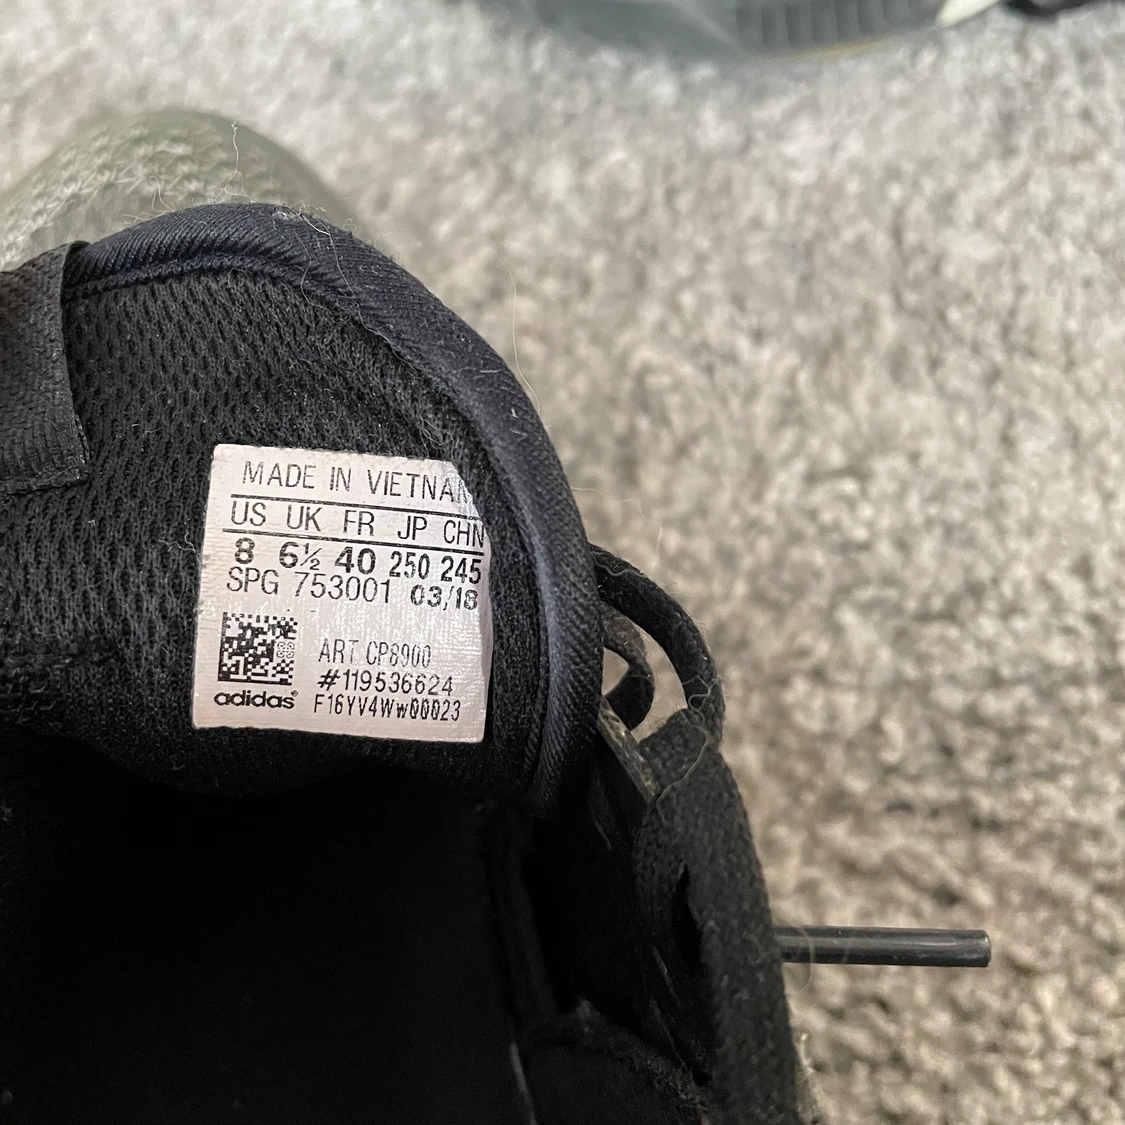 MADE IN VIETNAM
US UK FR JP CHN
8 6½ 40 250 245
SPG 753001 03/18
ART CP8900
#119536624
adidas® F16YV4Ww00023